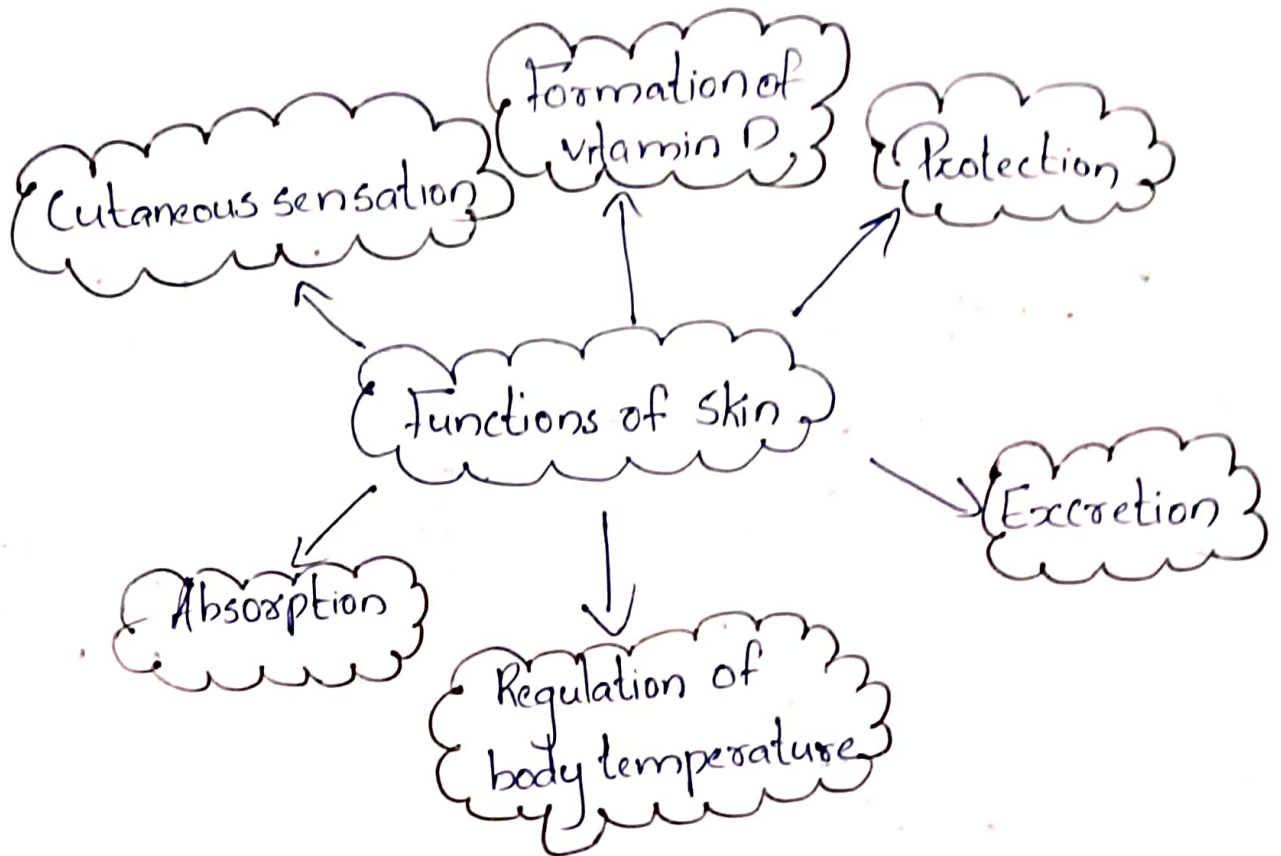 Formation of
vitamin D
Protection
Cutaneous sensation
Functions of skin
Excretion
Absorption
Regulation of
body temperature